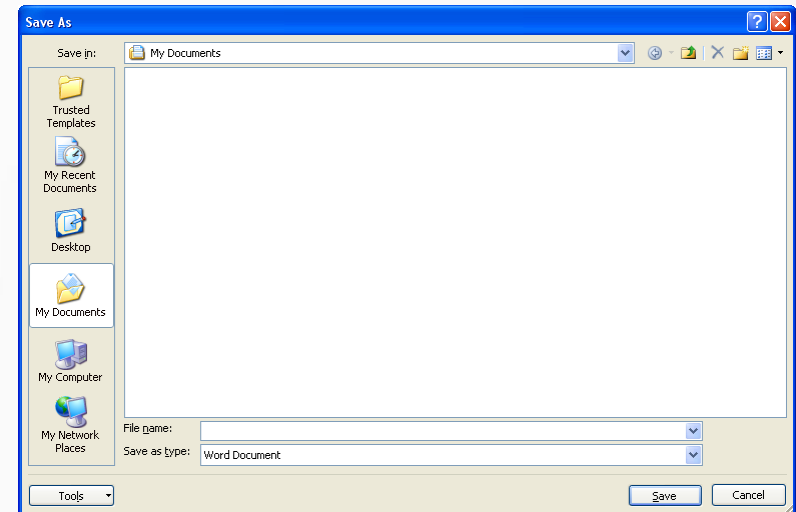 Save As
Save in:
My Documents
Trusted
Templates
My Recent
Documents
Desktop
My Documents
My Computer
My Network
Places
File name:
Save as type:
Word Document
Tools
Save
Cancel